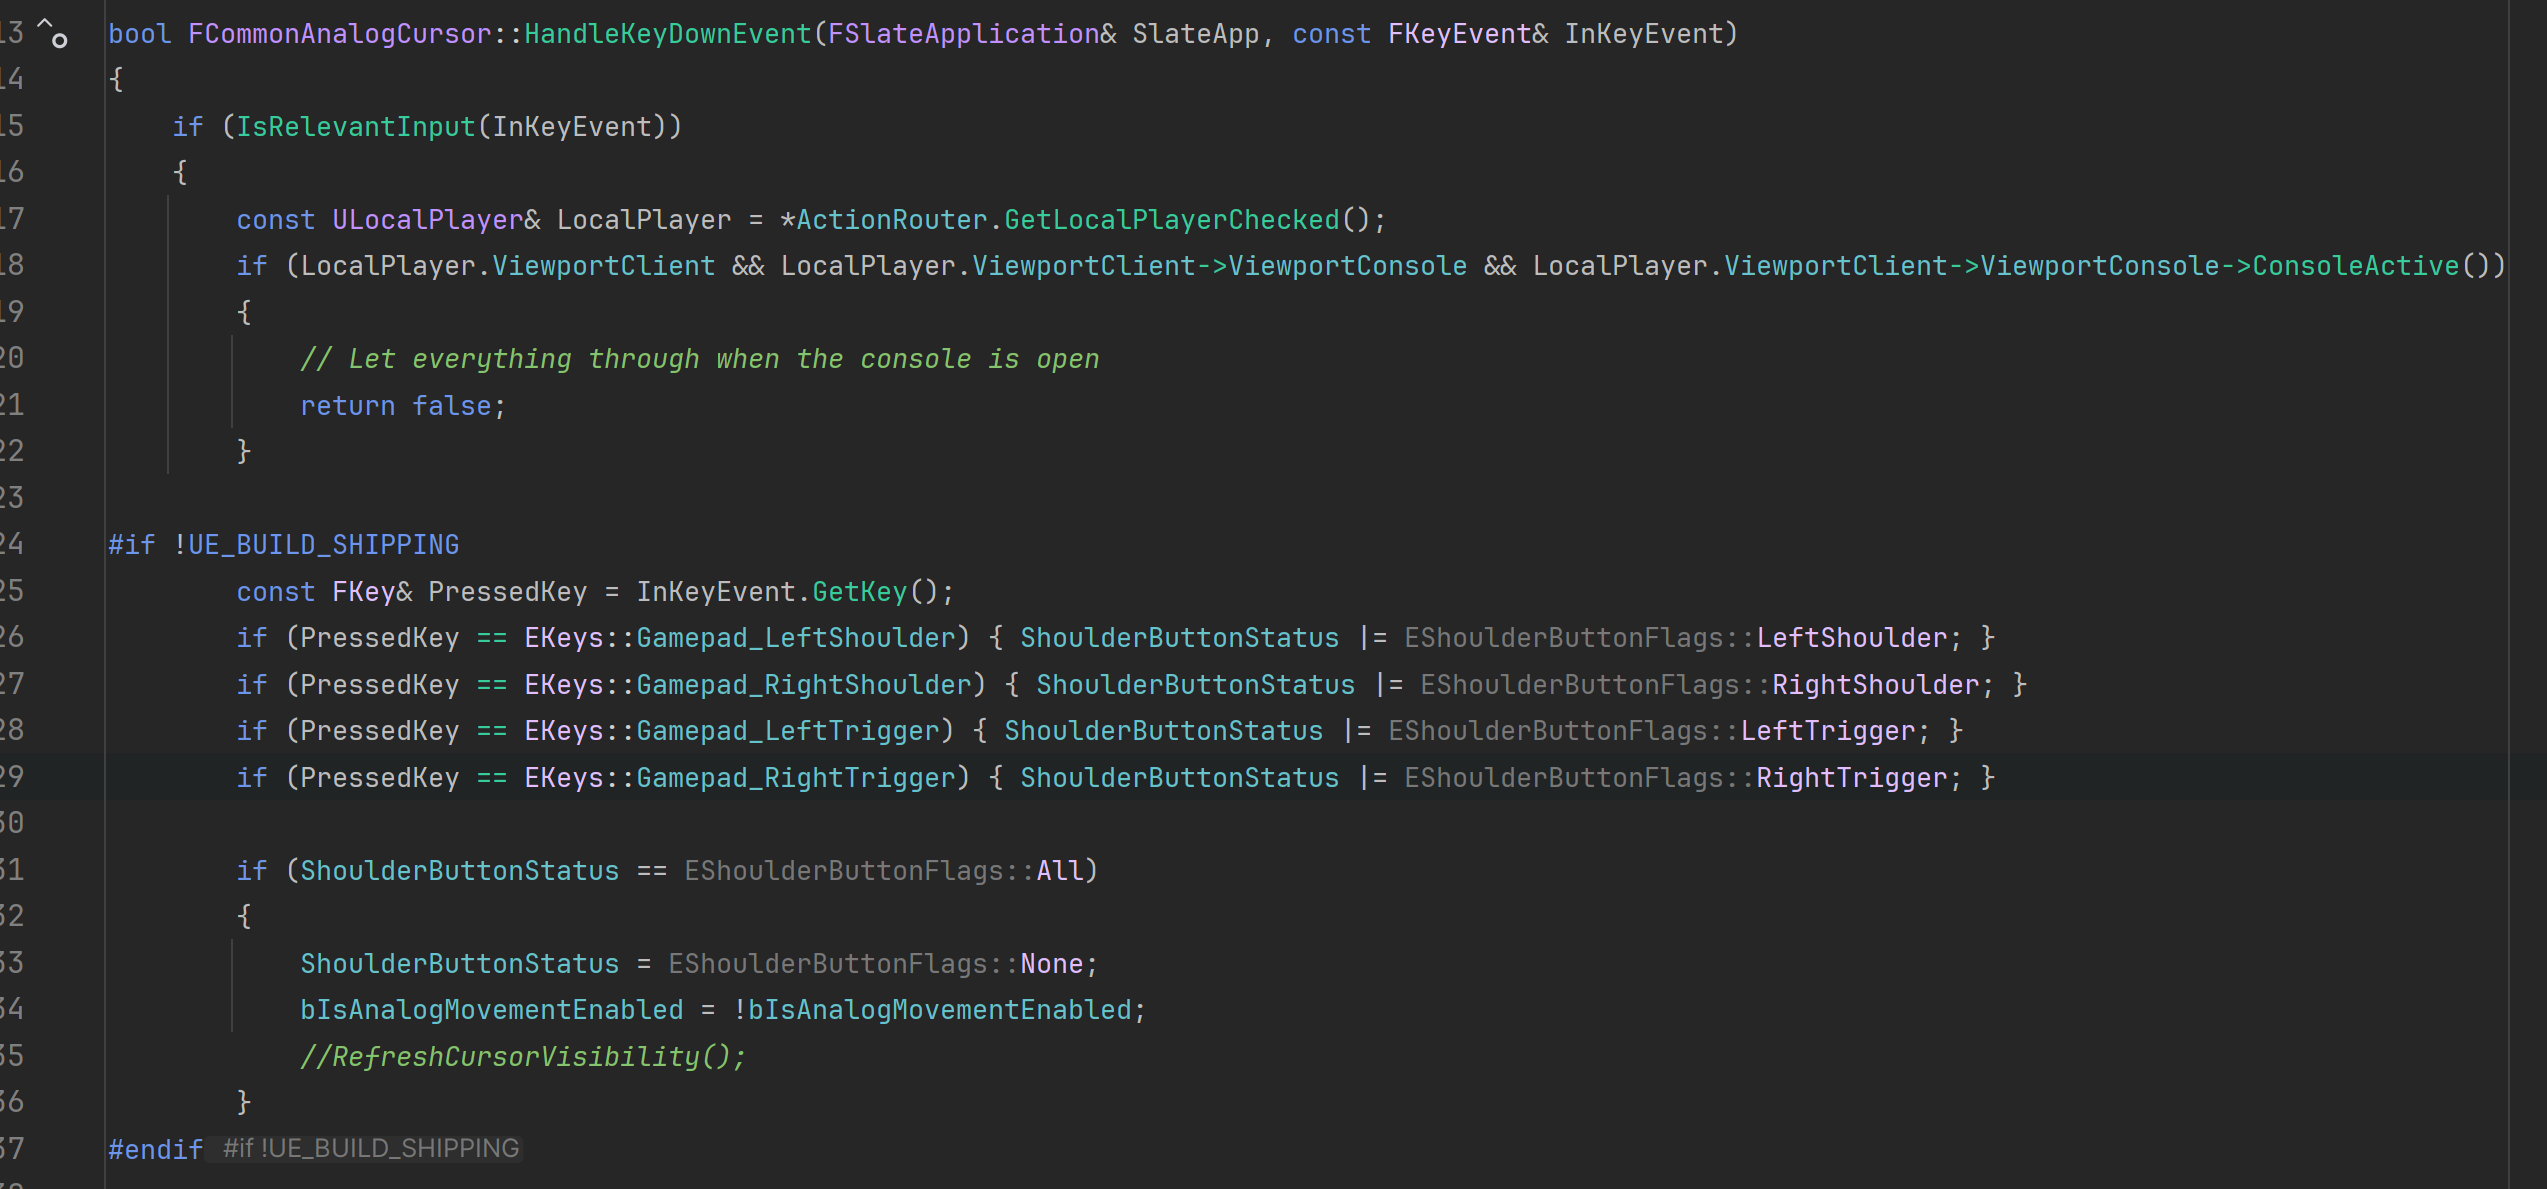 13 bool FCommonAnalogCursor::HandleKeyDownEvent(FSlateApplication& SlateApp, const FKeyEvent& InKeyEvent)
14 {
15     if (IsRelevantInput(InKeyEvent))
16     {
17         const ULocalPlayer& LocalPlayer = *ActionRouter.GetLocalPlayerChecked();
18         if (LocalPlayer.ViewportClient && LocalPlayer.ViewportClient->ViewportConsole && LocalPlayer.ViewportClient->ViewportConsole->ConsoleActive())
19         {
20             // Let everything through when the console is open
21             return false;
22         }
23
24 #if !UE_BUILD_SHIPPING
25         const FKey& PressedKey = InKeyEvent.GetKey();
26         if (PressedKey == EKeys::Gamepad_LeftShoulder) { ShoulderButtonStatus |= EShoulderButtonFlags::LeftShoulder; }
27         if (PressedKey == EKeys::Gamepad_RightShoulder) { ShoulderButtonStatus |= EShoulderButtonFlags::RightShoulder; }
28         if (PressedKey == EKeys::Gamepad_LeftTrigger) { ShoulderButtonStatus |= EShoulderButtonFlags::LeftTrigger; }
29         if (PressedKey == EKeys::Gamepad_RightTrigger) { ShoulderButtonStatus |= EShoulderButtonFlags::RightTrigger; }
30
31         if (ShoulderButtonStatus == EShoulderButtonFlags::All)
32         {
33             ShoulderButtonStatus = EShoulderButtonFlags::None;
34             bIsAnalogMovementEnabled = !bIsAnalogMovementEnabled;
35             //RefreshCursorVisibility();
36         }
37 #endif #if !UE_BUILD_SHIPPING